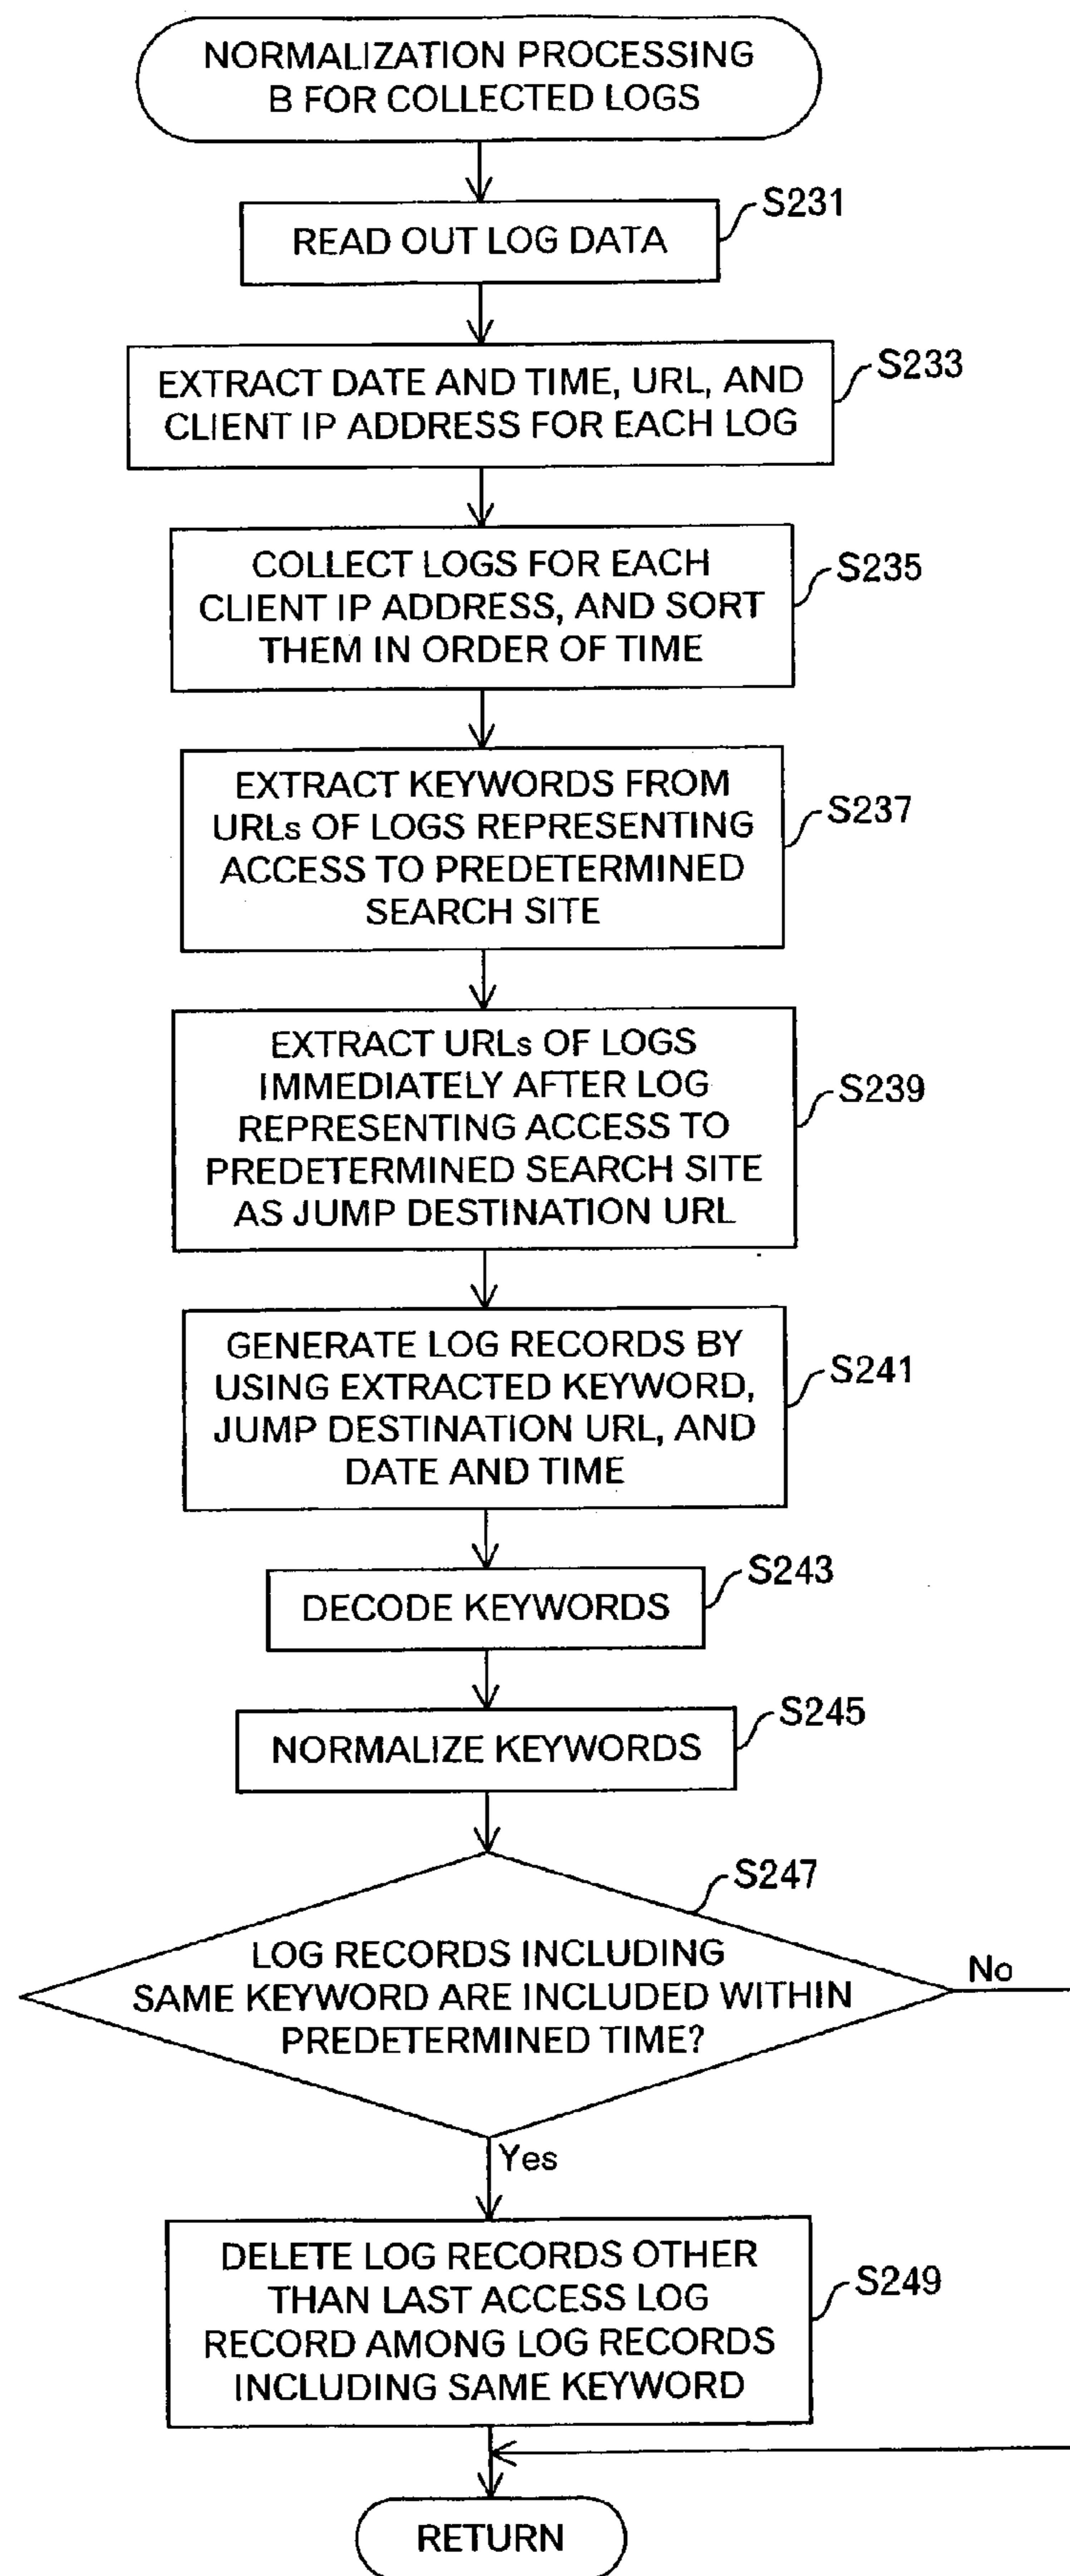 NORMALIZATION PROCESSING
B FOR COLLECTED LOGS
S231
READ OUT LOG DATA
S233
EXTRACT DATE AND TIME, URL, AND
CLIENT IP ADDRESS FOR EACH LOG
S235
COLLECT LOGS FOR EACH
CLIENT IP ADDRESS, AND SORT
THEM IN ORDER OF TIME
S237
EXTRACT KEYWORDS FROM
URLs OF LOGS REPRESENTING
ACCESS TO PREDETERMINED
SEARCH SITE
S239
EXTRACT URLs OF LOGS
IMMEDIATELY AFTER LOG
REPRESENTING ACCESS TO
PREDETERMINED SEARCH SITE
AS JUMP DESTINATION URL
S241
GENERATE LOG RECORDS BY
USING EXTRACTED KEYWORD,
JUMP DESTINATION URL, AND
DATE AND TIME
S243
DECODE KEYWORDS
S245
NORMALIZE KEYWORDS
S247
LOG RECORDS INCLUDING
SAME KEYWORD ARE INCLUDED WITHIN
PREDETERMINED TIME?
No
Yes
S249
DELETE LOG RECORDS OTHER
THAN LAST ACCESS LOG
RECORD AMONG LOG RECORDS
INCLUDING SAME KEYWORD
RETURN